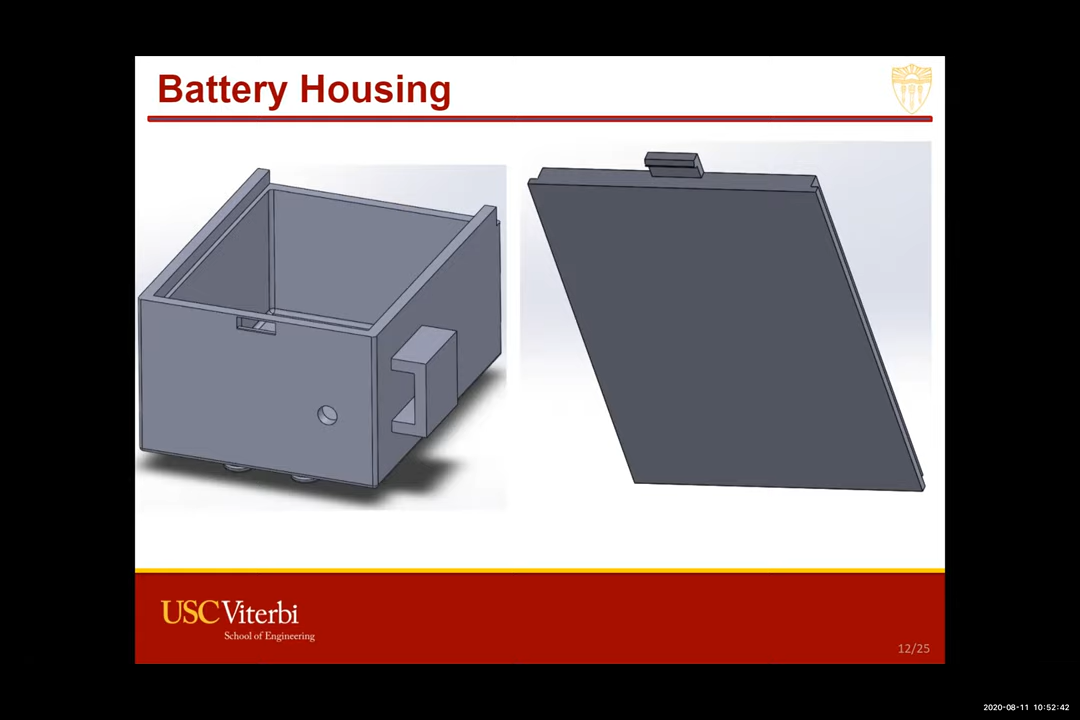 Battery Housing
USC Viterbi
School of Engineering
12/25
2020-08-11 10:52:42